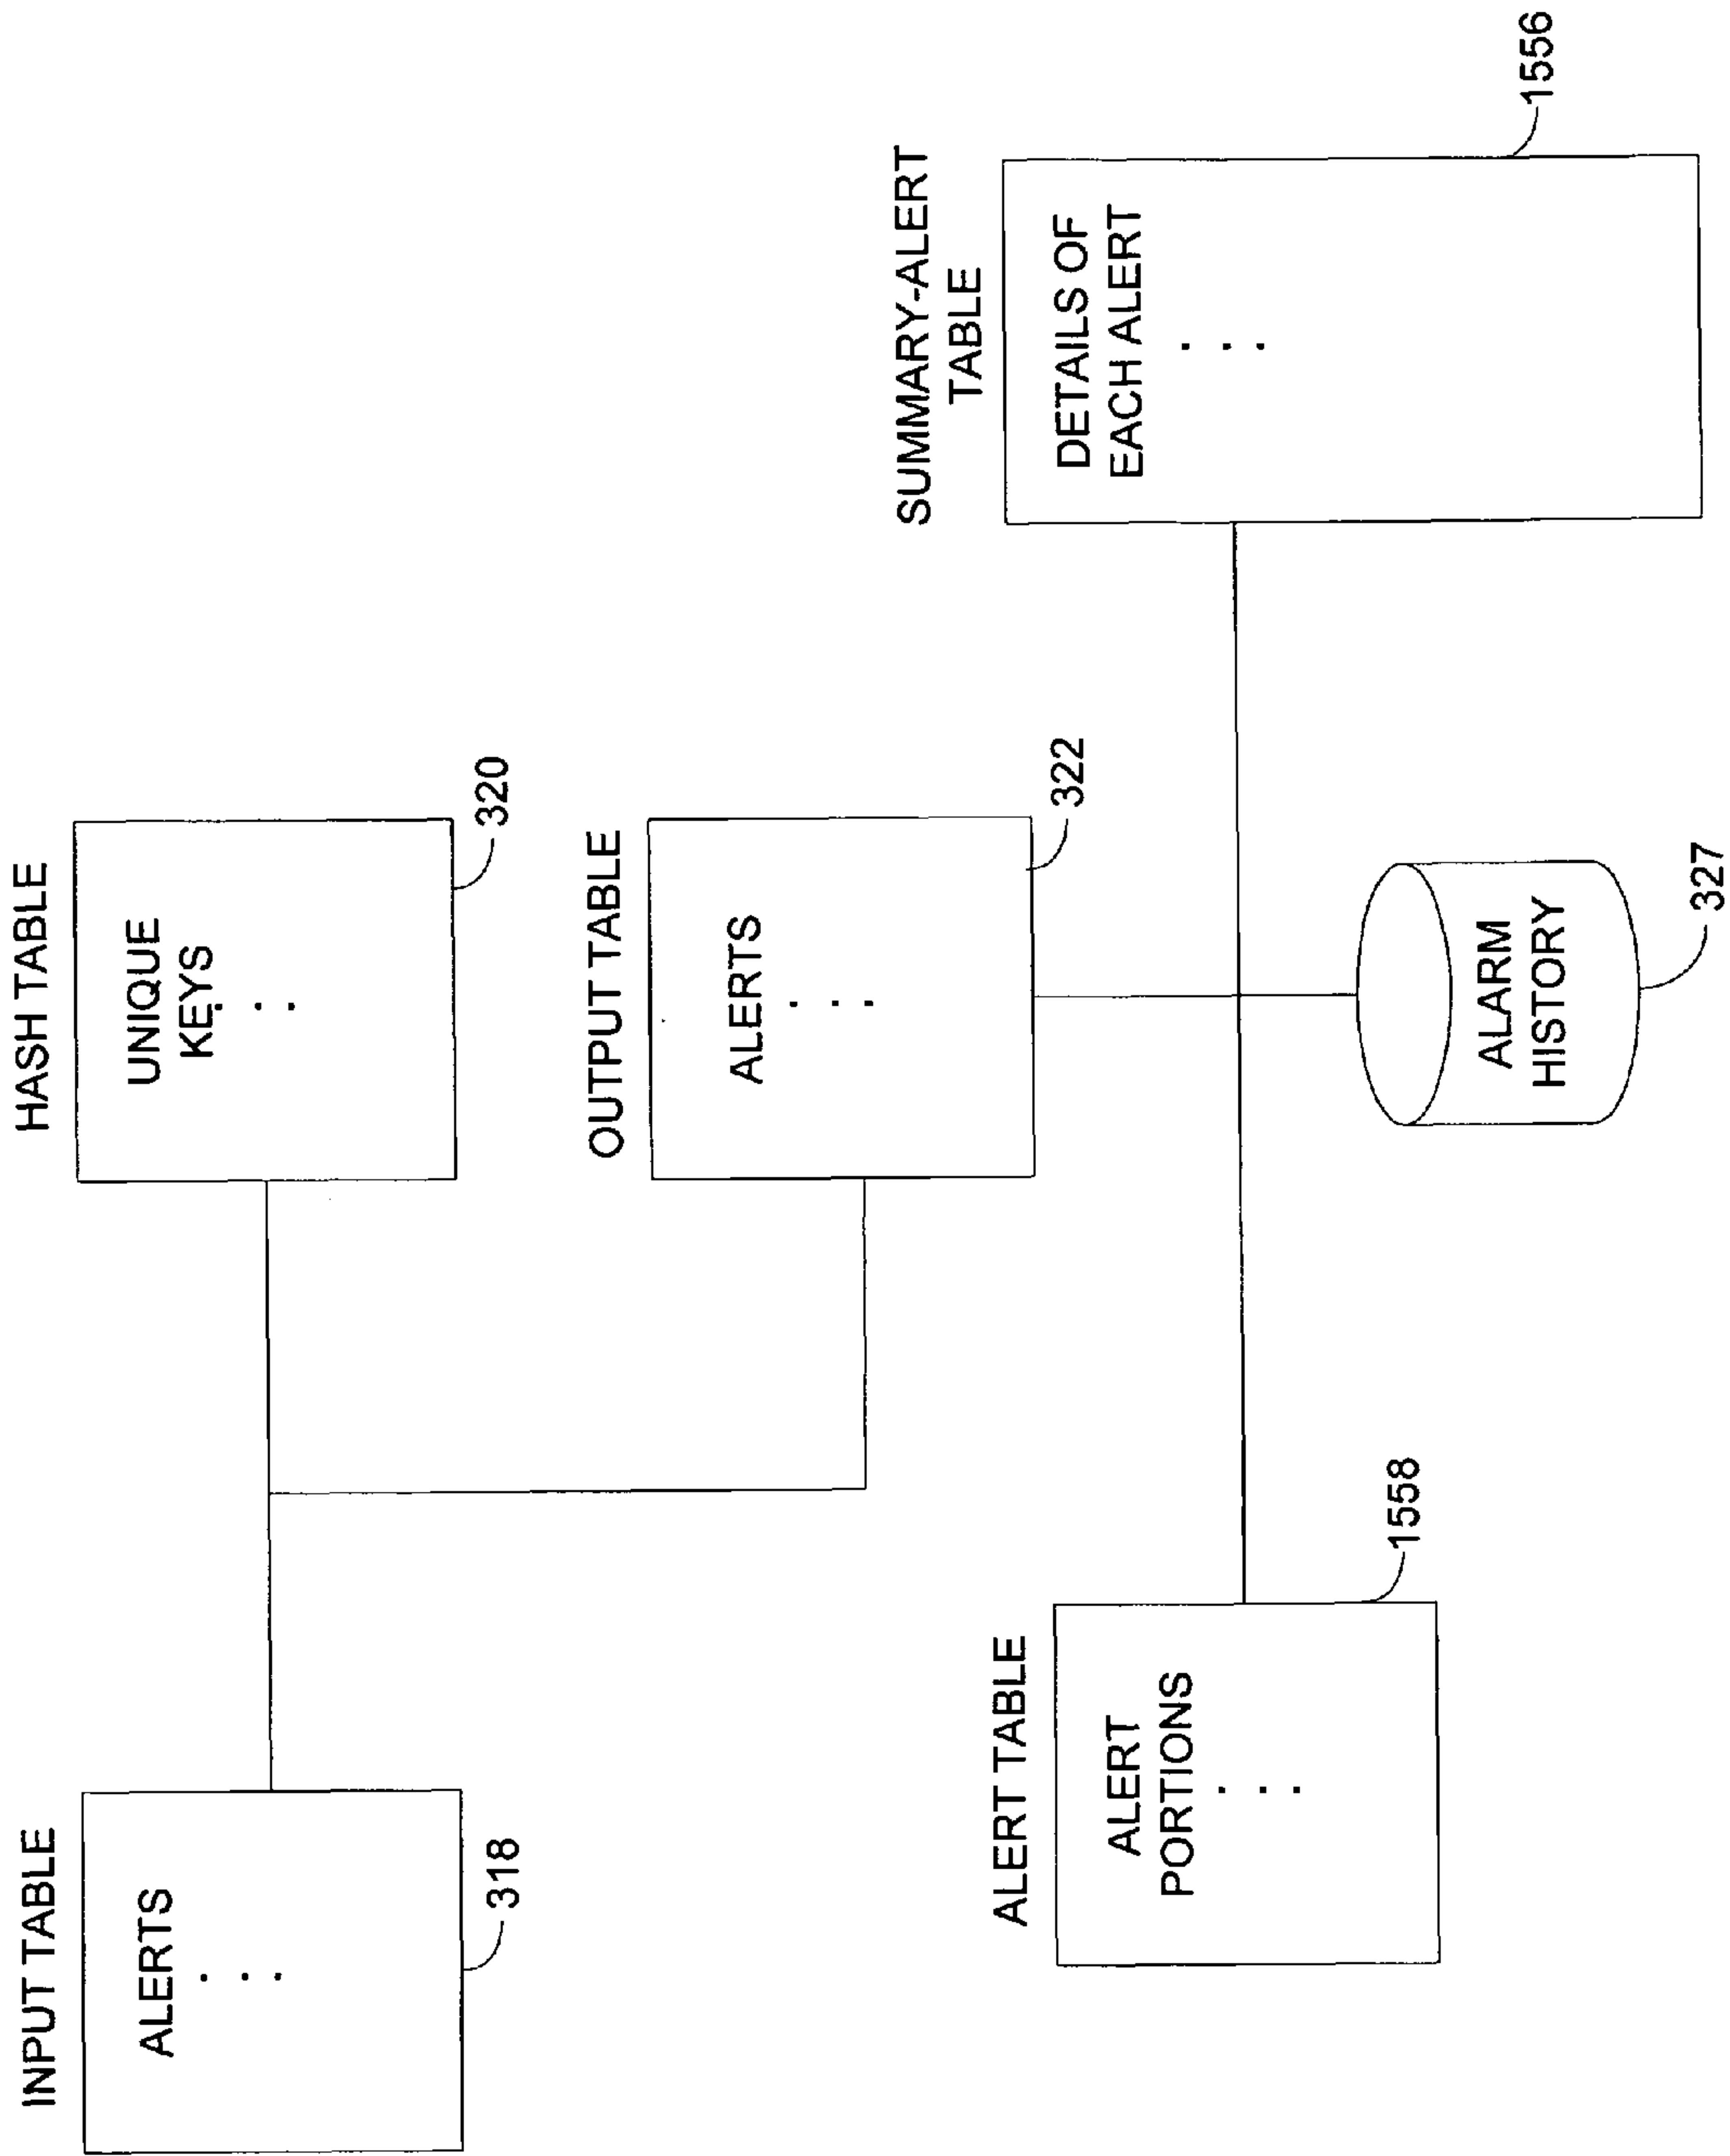 INPUT TABLE
ALERTS
318
HASH TABLE
UNIQUE
KEYS
320
OUTPUT TABLE
ALERTS
322
ALERT TABLE
ALERT
PORTIONS
1558
ALARM
HISTORY
327
SUMMARY-ALERT
TABLE
DETAILS OF
EACH ALERT
1556